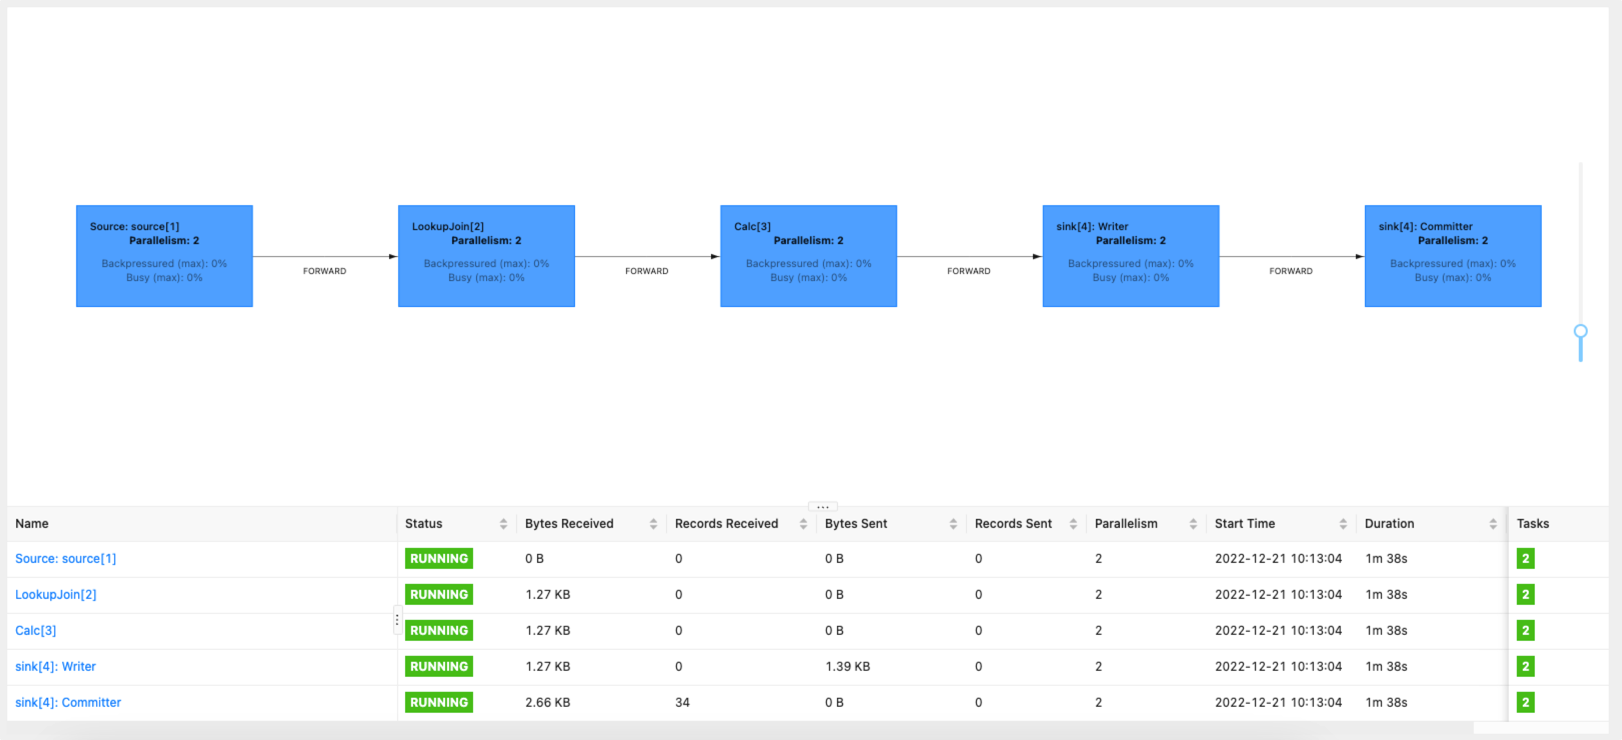 Source: source[1]
Parallelism: 2
Backpressured (max): 0%
Busy (max): 0%
FORWARD
LookupJoin[2]
Parallelism: 2
Backpressured (max): 0%
Busy (max): 0%
FORWARD
Calc[3]
Parallelism: 2
Backpressured (max): 0%
Busy (max): 0%
FORWARD
sink[4]: Writer
Parallelism: 2
Backpressured (max): 0%
Busy (max): 0%
FORWARD
sink[4]: Committer
Parallelism: 2
Backpressured (max): 0%
Busy (max): 0%
Name Status Bytes Received Records Received Bytes Sent Records Sent Parallelism Start Time Duration Tasks
Source: source[1] RUNNING 0 B 0 0 B 0 2 2022-12-21 10:13:04 1m 38s 2
LookupJoin[2] RUNNING 1.27 KB 0 0 B 0 2 2022-12-21 10:13:04 1m 38s 2
Calc[3] RUNNING 1.27 KB 0 0 B 0 2 2022-12-21 10:13:04 1m 38s 2
sink[4]: Writer RUNNING 1.27 KB 0 1.39 KB 0 2 2022-12-21 10:13:04 1m 38s 2
sink[4]: Committer RUNNING 2.66 KB 34 0 B 0 2 2022-12-21 10:13:04 1m 38s 2